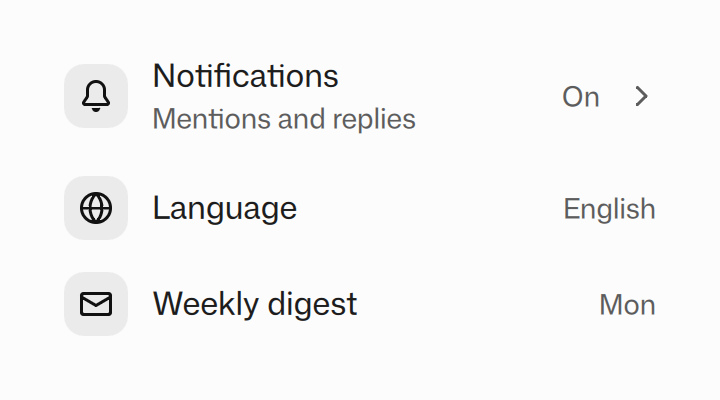 Notifications
Mentions and replies
On
Language
English
Weekly digest
Mon